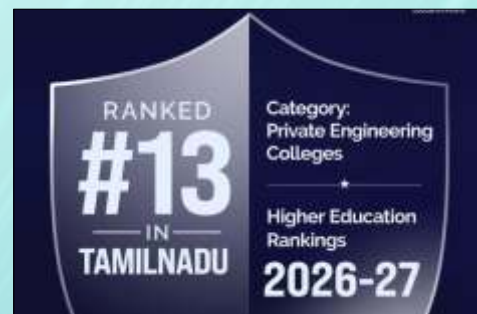 RANKED
#13
IN
TAMILNADU
Category:
Private Engineering
Colleges
Higher Education
Rankings
2026-27